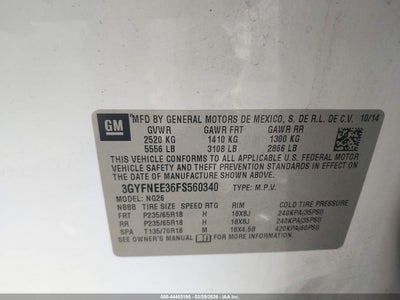 GM
MFD BY GENERAL MOTORS DE MEXICO, S. DE R.L. DE C.V. 10/14
GVWR GAWR FRT GAWR RR
2520 KG 1410 KG 1300 KG
5556 LB 3108 LB 2866 LB
THIS VEHICLE CONFORMS TO ALL APPLICABLE U.S. FEDERAL
MOTOR VEHICLE SAFETY, BUMPER, AND THEFT PREVENTION
STANDARDS IN EFFECT ON THE DATE OF MANUFACTURE
SHOWN ABOVE.
3GYFNEE36FS560340 TYPE: M.P.V.
MODEL: NG26
NBBB TIRE SIZE SPEED RTG RIM COLD TIRE PRESSURE
FRT P235/65R18 H 18X8J 240KPA(35PSI)
RR P235/65R18 H 18X8J 240KPA(35PSI)
SPA T135/70R18 M 18X4.5B 420KPA(60PSI)
SEE OWNER'S MANUAL FOR MORE INFORMATION.